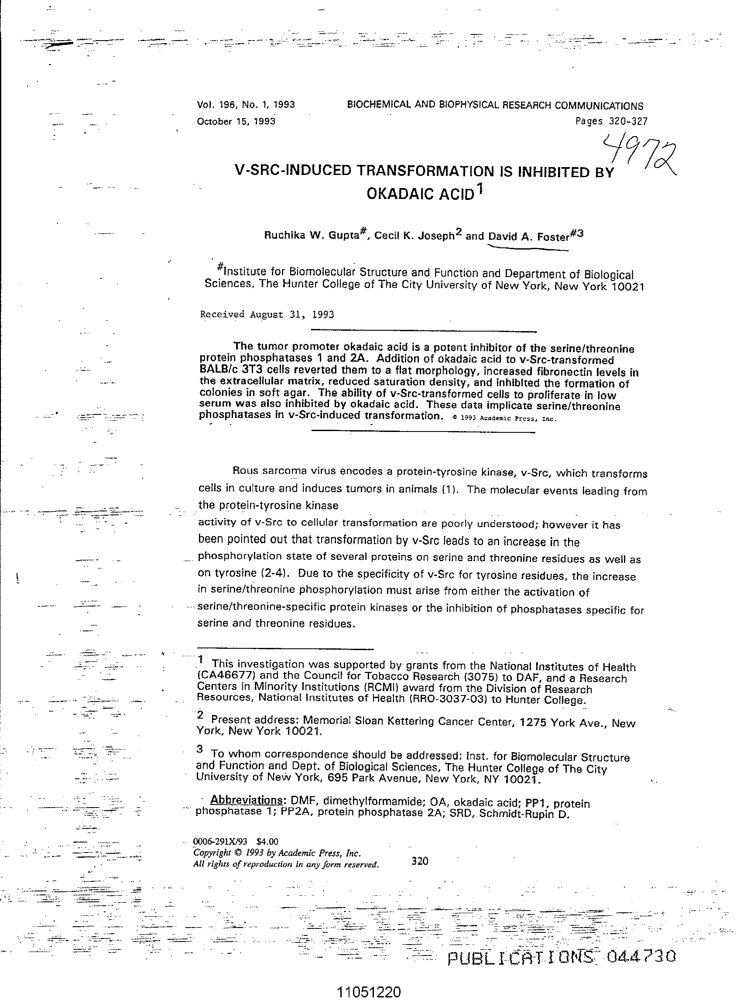 Vol. 196, No. 1, 1993 BIOCHEMICAL AND BIOPHYSICAL RESEARCH COMMUNICATIONS
October 15, 1993 Pages 320-327
4972
V-SRC-INDUCED TRANSFORMATION IS INHIBITED BY
OKADAIC ACID1
Ruchika W. Gupta#, Cecil K. Joseph2 and David A. Foster#3
#Institute for Biomolecular Structure and Function and Department of Biological
Sciences, The Hunter College of The City University of New York, New York 10021
Received August 31, 1993
The tumor promoter okadaic acid is a potent inhibitor of the serine/threonine
protein phosphatases 1 and 2A. Addition of okadaic acid to v-Src-transformed
BALB/c 3T3 cells reverted them to a flat morphology, increased fibronectin levels in
the extracellular matrix, reduced saturation density, and inhibited the formation of
colonies in soft agar. The ability of v-Src-transformed cells to proliferate in low
serum was also inhibited by okadaic acid. These data implicate serine/threonine
phosphatases in v-Src-induced transformation. © 1993 Academic Press, Inc.
Rous sarcoma virus encodes a protein-tyrosine kinase, v-Src, which transforms
cells in culture and induces tumors in animals (1). The molecular events leading from
the protein-tyrosine kinase
activity of v-Src to cellular transformation are poorly understood; however it has
been pointed out that transformation by v-Src leads to an increase in the
phosphorylation state of several proteins on serine and threonine residues as well as
on tyrosine (2-4). Due to the specificity of v-Src for tyrosine residues, the increase
in serine/threonine phosphorylation must arise from either the activation of
serine/threonine-specific protein kinases or the inhibition of phosphatases specific for
serine and threonine residues.
1 This investigation was supported by grants from the National Institutes of Health
(CA46677) and the Council for Tobacco Research (3075) to DAF, and a Research
Centers in Minority Institutions (RCMI) award from the Division of Research
Resources, National Institutes of Health (RRO-3037-03) to Hunter College.
2 Present address: Memorial Sloan Kettering Cancer Center, 1275 York Ave., New
York, New York 10021.
3 To whom correspondence should be addressed: Inst. for Biomolecular Structure
and Function and Dept. of Biological Sciences, The Hunter College of The City
University of New York, 695 Park Avenue, New York, NY 10021.
Abbreviations: DMF, dimethylformamide; OA, okadaic acid; PP1, protein
phosphatase 1; PP2A, protein phosphatase 2A; SRD, Schmidt-Rupin D.
0006-291X/93 $4.00
Copyright © 1993 by Academic Press, Inc.
All rights of reproduction in any form reserved. 320
PUBLICATIONS 044730
11051220